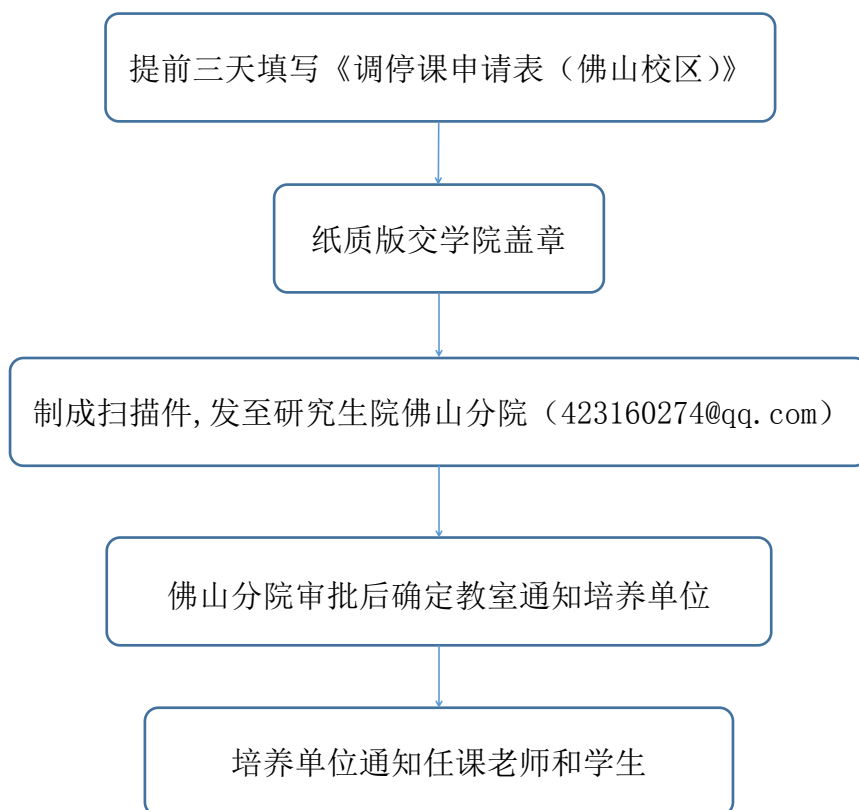 提前三天填写《调停课申请表（佛山校区）》
纸质版交学院盖章
制成扫描件,发至研究生院佛山分院（423160274@qq.com）
佛山分院审批后确定教室通知培养单位
培养单位通知任课老师和学生